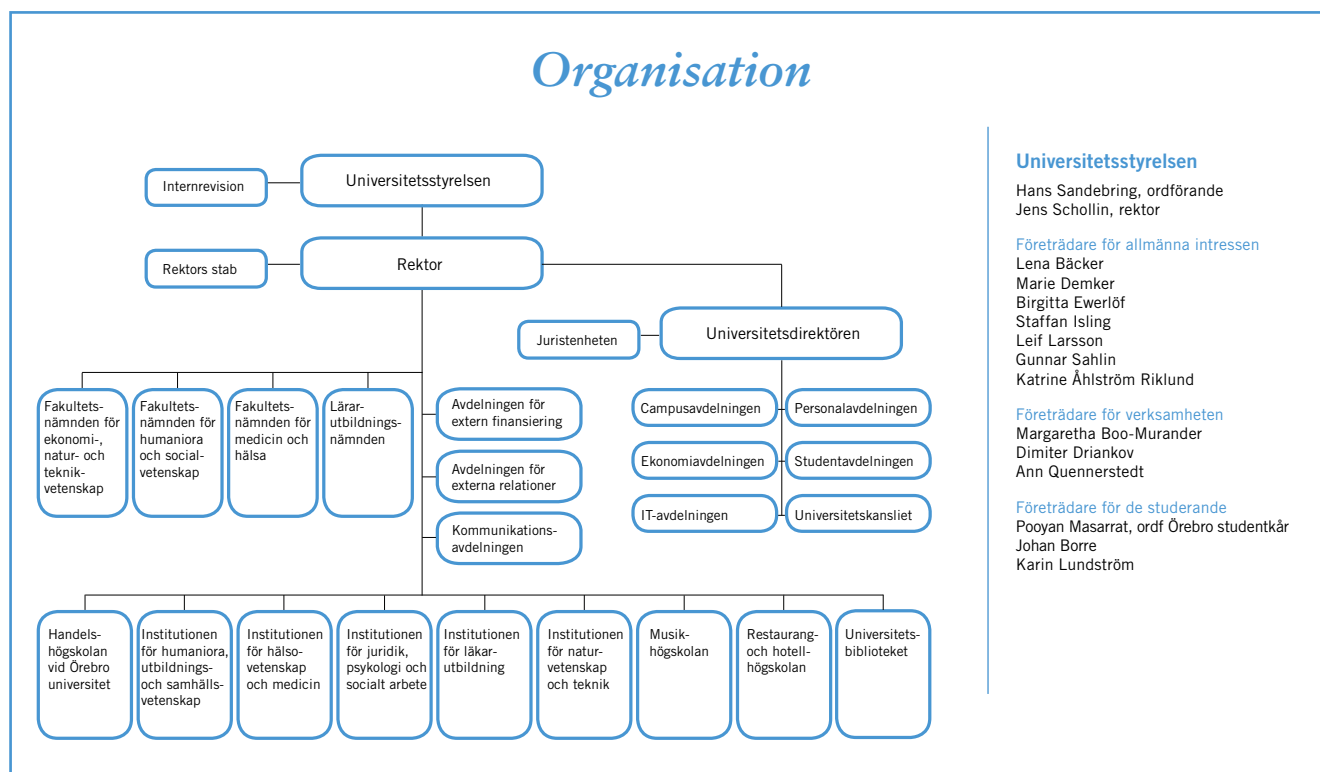 Organisation
Internrevision
Universitetsstyrelsen
Rektors stab
Rektor
Juristenheten
Universitetsdirektören
Fakultets-
nämnden för
ekonomi-,
natur- och
teknik-
vetenskap
Fakultets-
nämnden för
humaniora
och social-
vetenskap
Fakultets-
nämnden för
medicin och
hälsa
Lärar-
utbildnings-
nämnden
Avdelningen för
extern finansiering
Avdelningen för
externa relationer
Kommunikations-
avdelningen
Campusavdelningen
Personalavdelningen
Ekonomiavdelningen
Studentavdelningen
IT-avdelningen
Universitetskansliet
Handels-
högskolan
vid Örebro
universitet
Institutionen
för humaniora,
utbildnings-
och samhälls-
vetenskap
Institutionen
för hälso-
vetenskap
och medicin
Institutionen
för juridik,
psykologi och
socialt arbete
Institutionen
för läkar-
utbildning
Institutionen
för natur-
vetenskap
och teknik
Musik-
högskolan
Restaurang-
och hotell-
högskolan
Universitets-
biblioteket
Universitetsstyrelsen
Hans Sandebring, ordförande
Jens Schollin, rektor
Företrädare för allmänna intressen
Lena Bäcker
Marie Demker
Birgitta Ewerlöf
Staffan Isling
Leif Larsson
Gunnar Sahlin
Katrine Åhlström Riklund
Företrädare för verksamheten
Margaretha Boo-Murander
Dimiter Driankov
Ann Quennerstedt
Företrädare för de studerande
Pooyan Masarrat, ordf Örebro studentkår
Johan Borre
Karin Lundström